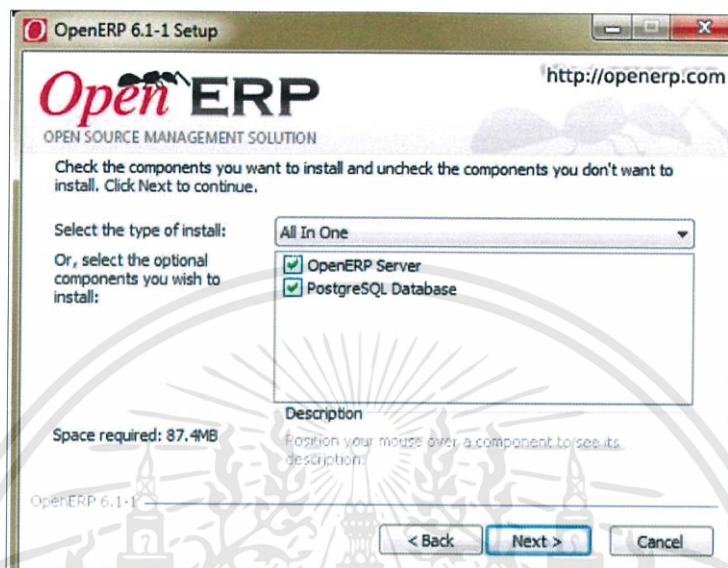 OpenERP 6.1-1 Setup
Open ERP
http://openerp.com
OPEN SOURCE MANAGEMENT SOLUTION
Check the components you want to install and uncheck the components you don't want to
install. Click Next to continue.
Select the type of install:
All In One
Or, select the optional
components you wish to
install:
OpenERP Server
PostgreSQL Database
Space required: 87.4MB
Description
Position your mouse over a component to see its
description.
OpenERP 6.1-1
< Back
Next >
Cancel